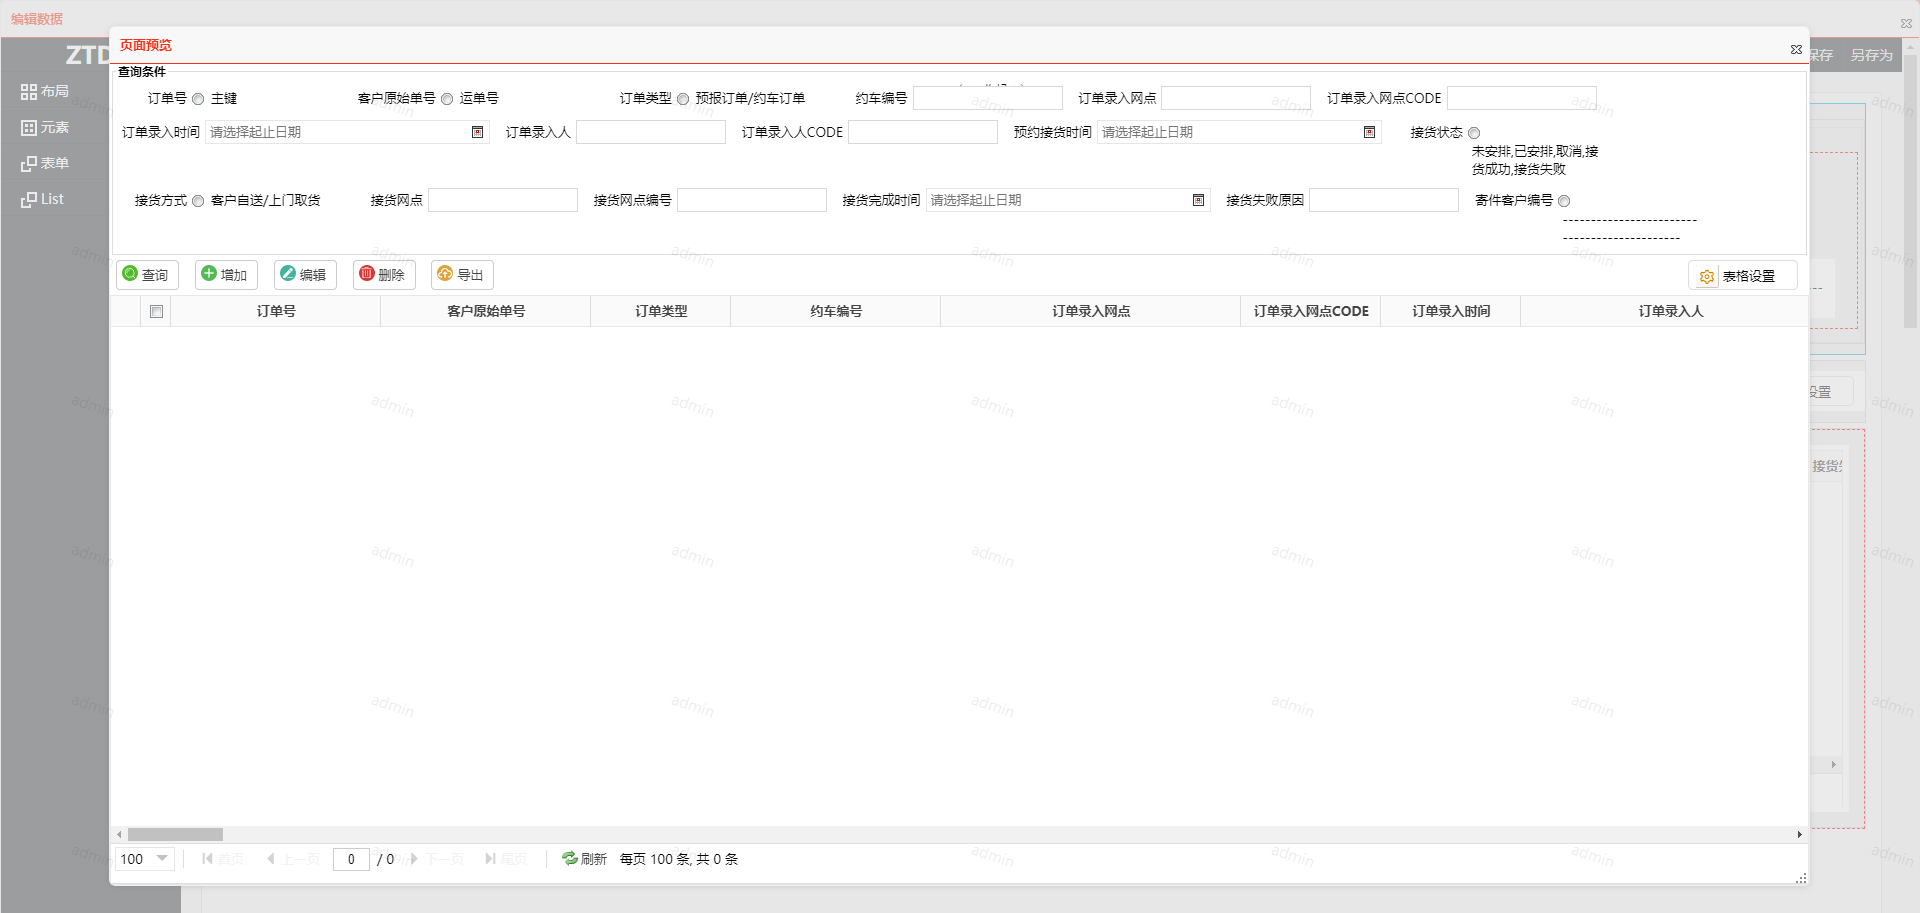 编辑数据
ZTD
保存 另存为
布局
元素
表单
List
页面预览
查询条件
订单号 主键 客户原始单号 运单号 订单类型 预报订单/约车订单 约车编号 订单录入网点 订单录入网点CODE
订单录入时间 请选择起止日期 订单录入人 订单录入人CODE 预约接货时间 请选择起止日期 接货状态
未安排,已安排,取消,接
货成功,接货失败
接货方式 客户自送/上门取货 接货网点 接货网点编号 接货完成时间 请选择起止日期 接货失败原因 寄件客户编号
------------------------
---------------------
查询 增加 编辑 删除 导出 表格设置
订单号 客户原始单号 订单类型 约车编号 订单录入网点 订单录入网点CODE 订单录入时间 订单录入人
设置
接货
100 首页 上一页 0 / 0 下一页 尾页 刷新 每页 100 条, 共 0 条
admin